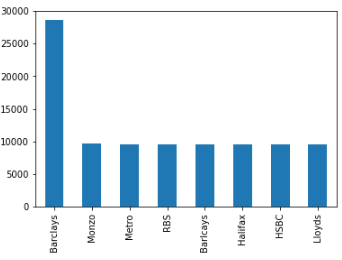 30000
25000
20000
15000
10000
5000
0
Barclays
Monzo
Metro
RBS
Barlcays
Halifax
HSBC
Lloyds